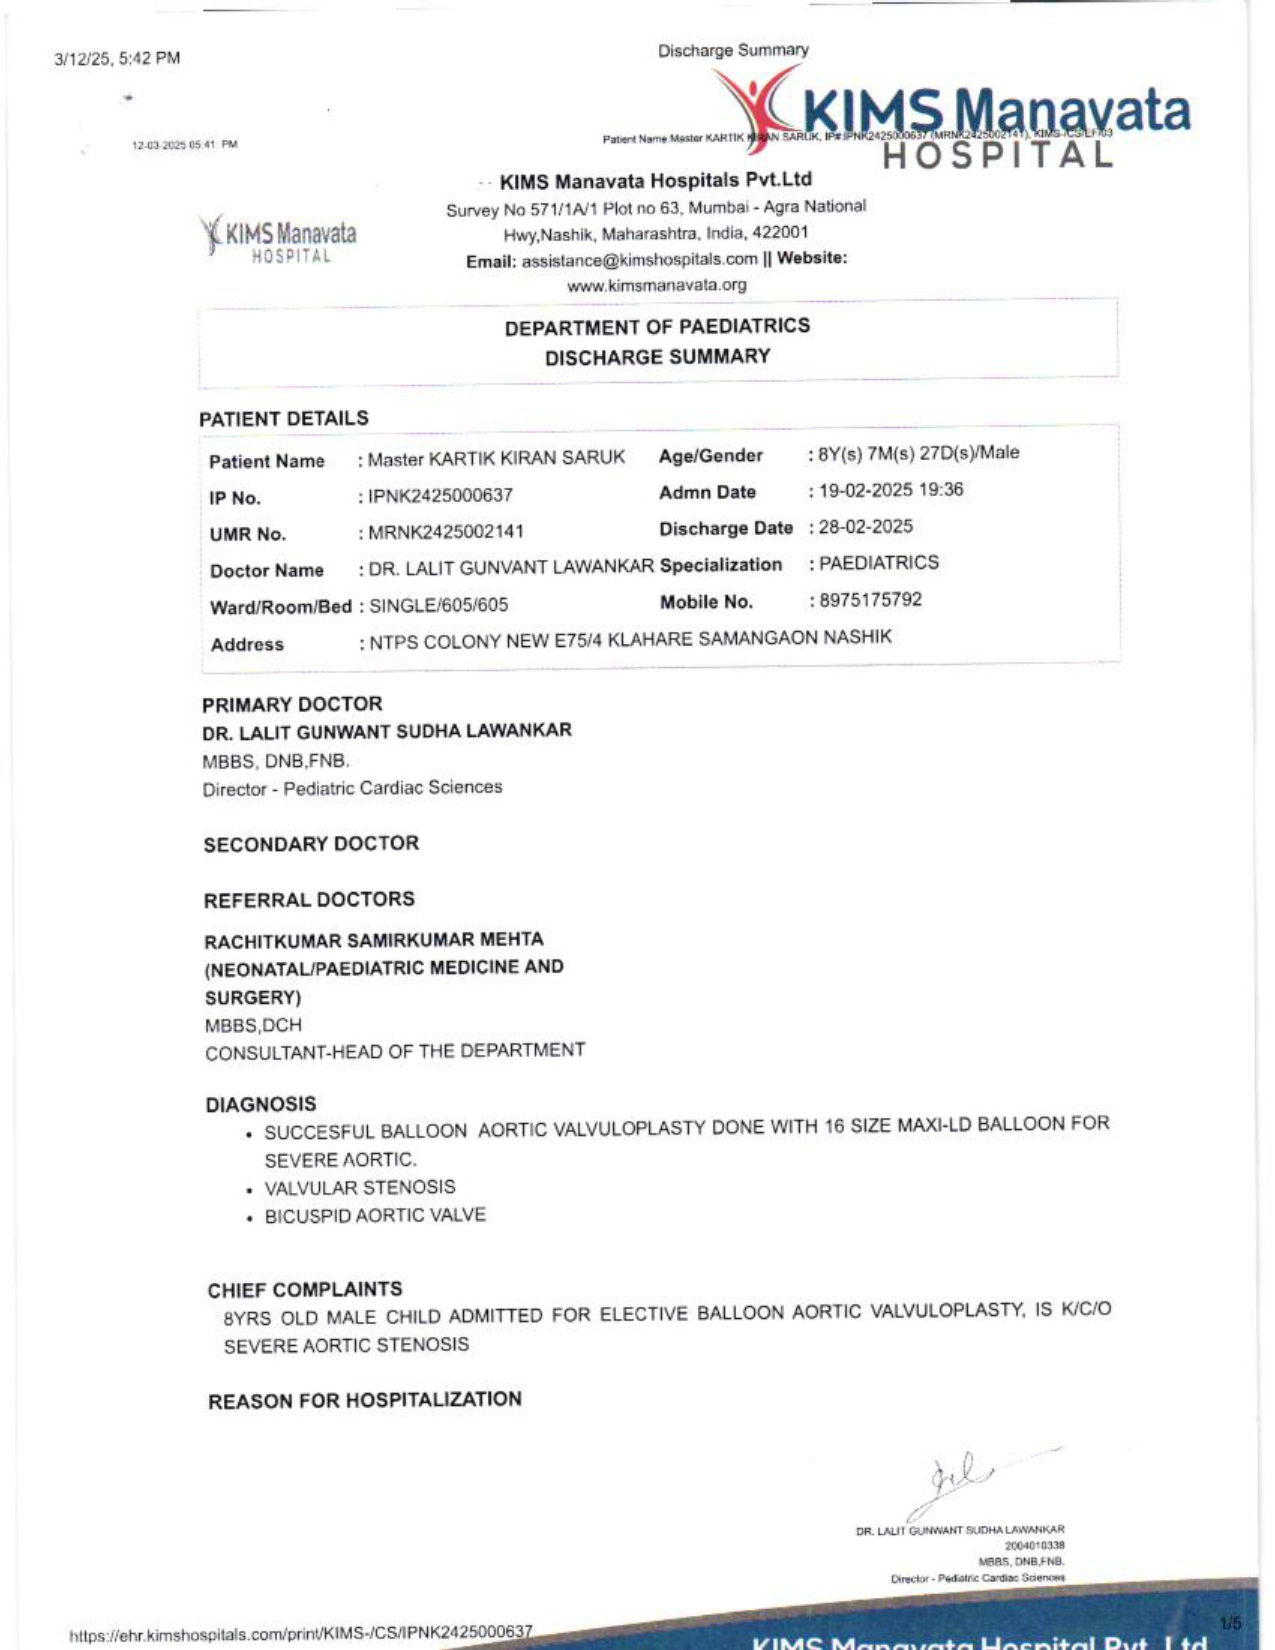 3/12/25, 5:42 PM
Discharge Summary
KIMS Manavata
HOSPITAL
12-03-2025 05:41 PM
Patient Name Master KARTIK KIRAN SARUK, IP#:IPNK2425000637 (MRNK2425002141), KIMS-/CS/EF/03
KIMS Manavata Hospitals Pvt.Ltd
Survey No 571/1A/1 Plot no 63, Mumbai - Agra National
Hwy,Nashik, Maharashtra, India, 422001
Email: assistance@kimshospitals.com || Website:
www.kimsmanavata.org
KIMS Manavata
HOSPITAL
DEPARTMENT OF PAEDIATRICS
DISCHARGE SUMMARY
PATIENT DETAILS
Patient Name : Master KARTIK KIRAN SARUK Age/Gender : 8Y(s) 7M(s) 27D(s)/Male
IP No. : IPNK2425000637 Admn Date : 19-02-2025 19:36
UMR No. : MRNK2425002141 Discharge Date : 28-02-2025
Doctor Name : DR. LALIT GUNVANT LAWANKAR Specialization : PAEDIATRICS
Ward/Room/Bed : SINGLE/605/605 Mobile No. : 8975175792
Address : NTPS COLONY NEW E75/4 KLAHARE SAMANGAON NASHIK
PRIMARY DOCTOR
DR. LALIT GUNWANT SUDHA LAWANKAR
MBBS, DNB,FNB.
Director - Pediatric Cardiac Sciences
SECONDARY DOCTOR
REFERRAL DOCTORS
RACHITKUMAR SAMIRKUMAR MEHTA
(NEONATAL/PAEDIATRIC MEDICINE AND
SURGERY)
MBBS,DCH
CONSULTANT-HEAD OF THE DEPARTMENT
DIAGNOSIS
• SUCCESFUL BALLOON AORTIC VALVULOPLASTY DONE WITH 16 SIZE MAXI-LD BALLOON FOR
SEVERE AORTIC.
• VALVULAR STENOSIS
• BICUSPID AORTIC VALVE
CHIEF COMPLAINTS
8YRS OLD MALE CHILD ADMITTED FOR ELECTIVE BALLOON AORTIC VALVULOPLASTY, IS K/C/O
SEVERE AORTIC STENOSIS
REASON FOR HOSPITALIZATION
DR. LALIT GUNWANT SUDHA LAWANKAR
2004010338
MBBS, DNB,FNB.
Director - Pediatric Cardiac Sciences
1/5
https://ehr.kimshospitals.com/print/KIMS-/CS/IPNK2425000637
KIMS Manavata Hospital Pvt. Ltd